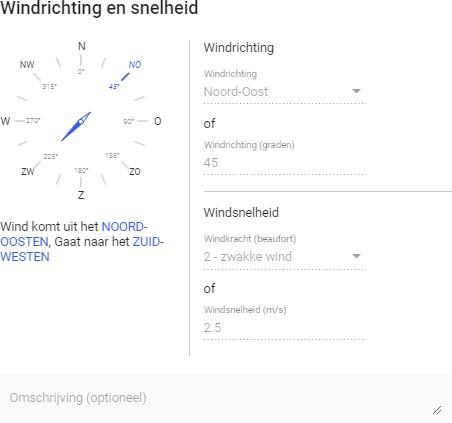 Windrichting en snelheid
N
NW
NO
0°
315°
45°
W
270°
90°
O
225°
135°
ZW
180°
ZO
Z
Wind komt uit het NOORD-
OOSTEN, Gaat naar het ZUID-
WESTEN
Windrichting
Windrichting
Noord-Oost
of
Windrichting (graden)
45
Windsnelheid
Windkracht (beaufort)
2 - zwakke wind
of
Windsnelheid (m/s)
2.5
Omschrijving (optioneel)